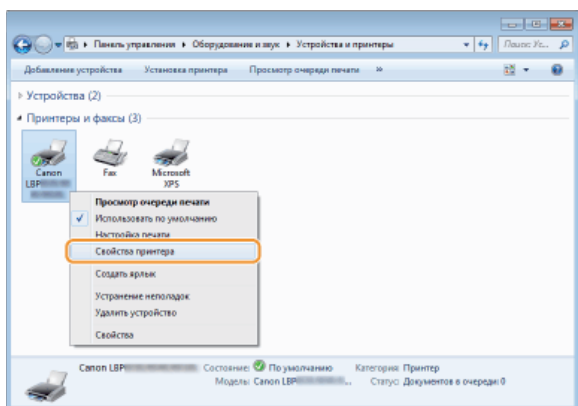 Панель управления ▸ Оборудование и звук ▸ Устройства и принтеры
Поиск: Ус...
Добавление устройства Установка принтера Просмотр очереди печати »
Устройства (2)
Принтеры и факсы (3)
Canon LBP
Fax
Microsoft XPS
Просмотр очереди печати
Использовать по умолчанию
Настройка печати
Свойства принтера
Создать ярлык
Устранение неполадок
Удалить устройство
Свойства
Canon LBP Состояние: По умолчанию Категория: Принтер
Модель: Canon LBP ... Статус: Документов в очереди: 0